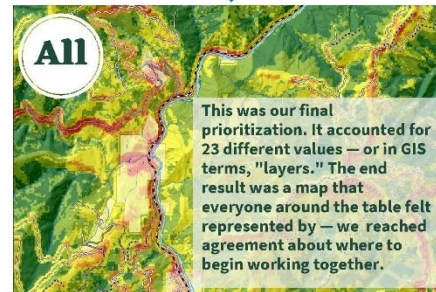 All
This was our final
prioritization. It accounted for
23 different values — or in GIS
terms, "layers." The end
result was a map that
everyone around the table felt
represented by — we reached
agreement about where to
begin working together.